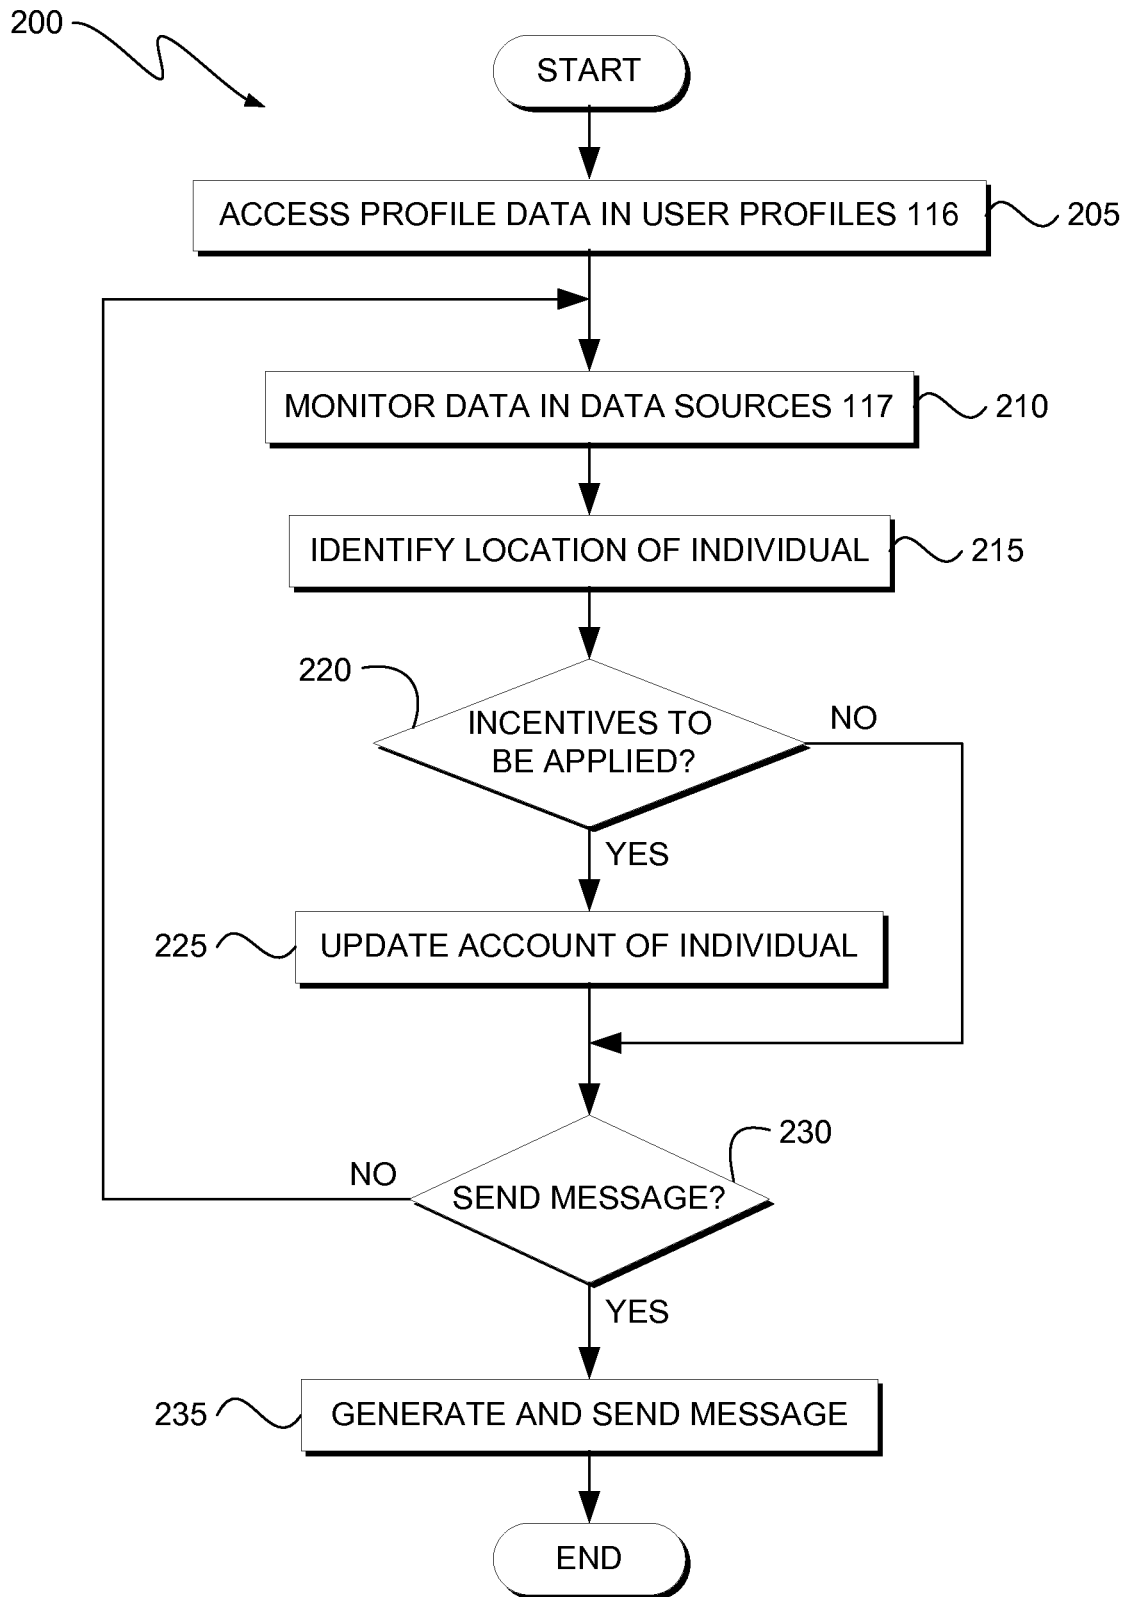 200
START
ACCESS PROFILE DATA IN USER PROFILES 116
205
MONITOR DATA IN DATA SOURCES 117
210
IDENTIFY LOCATION OF INDIVIDUAL
215
220
INCENTIVES TO
BE APPLIED?
NO
YES
225
UPDATE ACCOUNT OF INDIVIDUAL
230
NO
SEND MESSAGE?
YES
235
GENERATE AND SEND MESSAGE
END